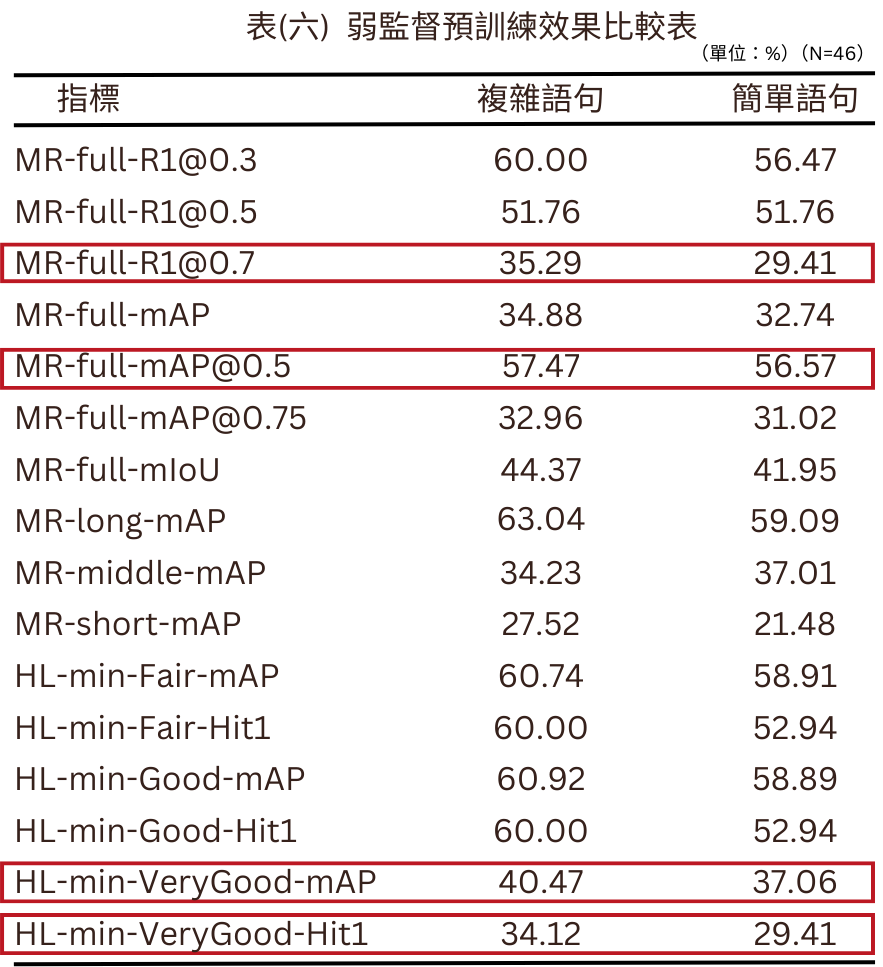 表(六) 弱監督預訓練效果比較表
(單位：%)(N=46)
指標 複雜語句 簡單語句
MR-full-R1@0.3 60.00 56.47
MR-full-R1@0.5 51.76 51.76
MR-full-R1@0.7 35.29 29.41
MR-full-mAP 34.88 32.74
MR-full-mAP@0.5 57.47 56.57
MR-full-mAP@0.75 32.96 31.02
MR-full-mIoU 44.37 41.95
MR-long-mAP 63.04 59.09
MR-middle-mAP 34.23 37.01
MR-short-mAP 27.52 21.48
HL-min-Fair-mAP 60.74 58.91
HL-min-Fair-Hit1 60.00 52.94
HL-min-Good-mAP 60.92 58.89
HL-min-Good-Hit1 60.00 52.94
HL-min-VeryGood-mAP 40.47 37.06
HL-min-VeryGood-Hit1 34.12 29.41